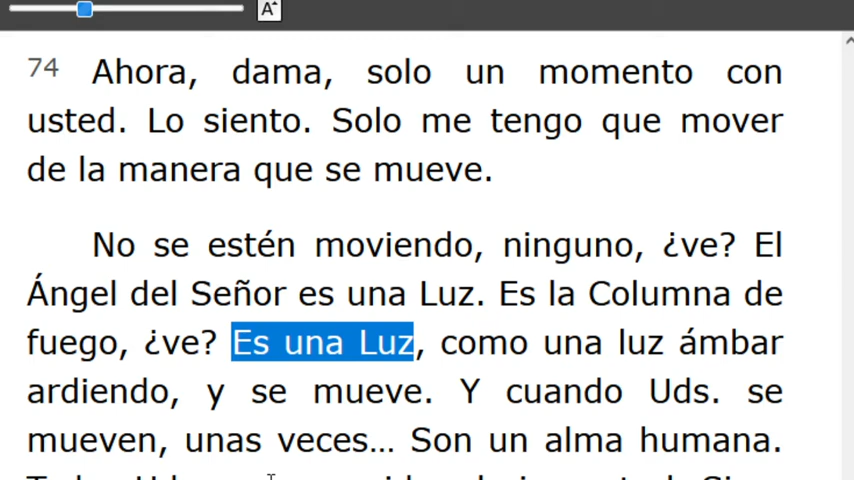 A
74 Ahora, dama, solo un momento con
usted. Lo siento. Solo me tengo que mover
de la manera que se mueve.
No se estén moviendo, ninguno, ¿ve? El
Ángel del Señor es una Luz. Es la Columna de
fuego, ¿ve? Es una Luz, como una luz ámbar
ardiendo, y se mueve. Y cuando Uds. se
mueven, unas veces... Son un alma humana.